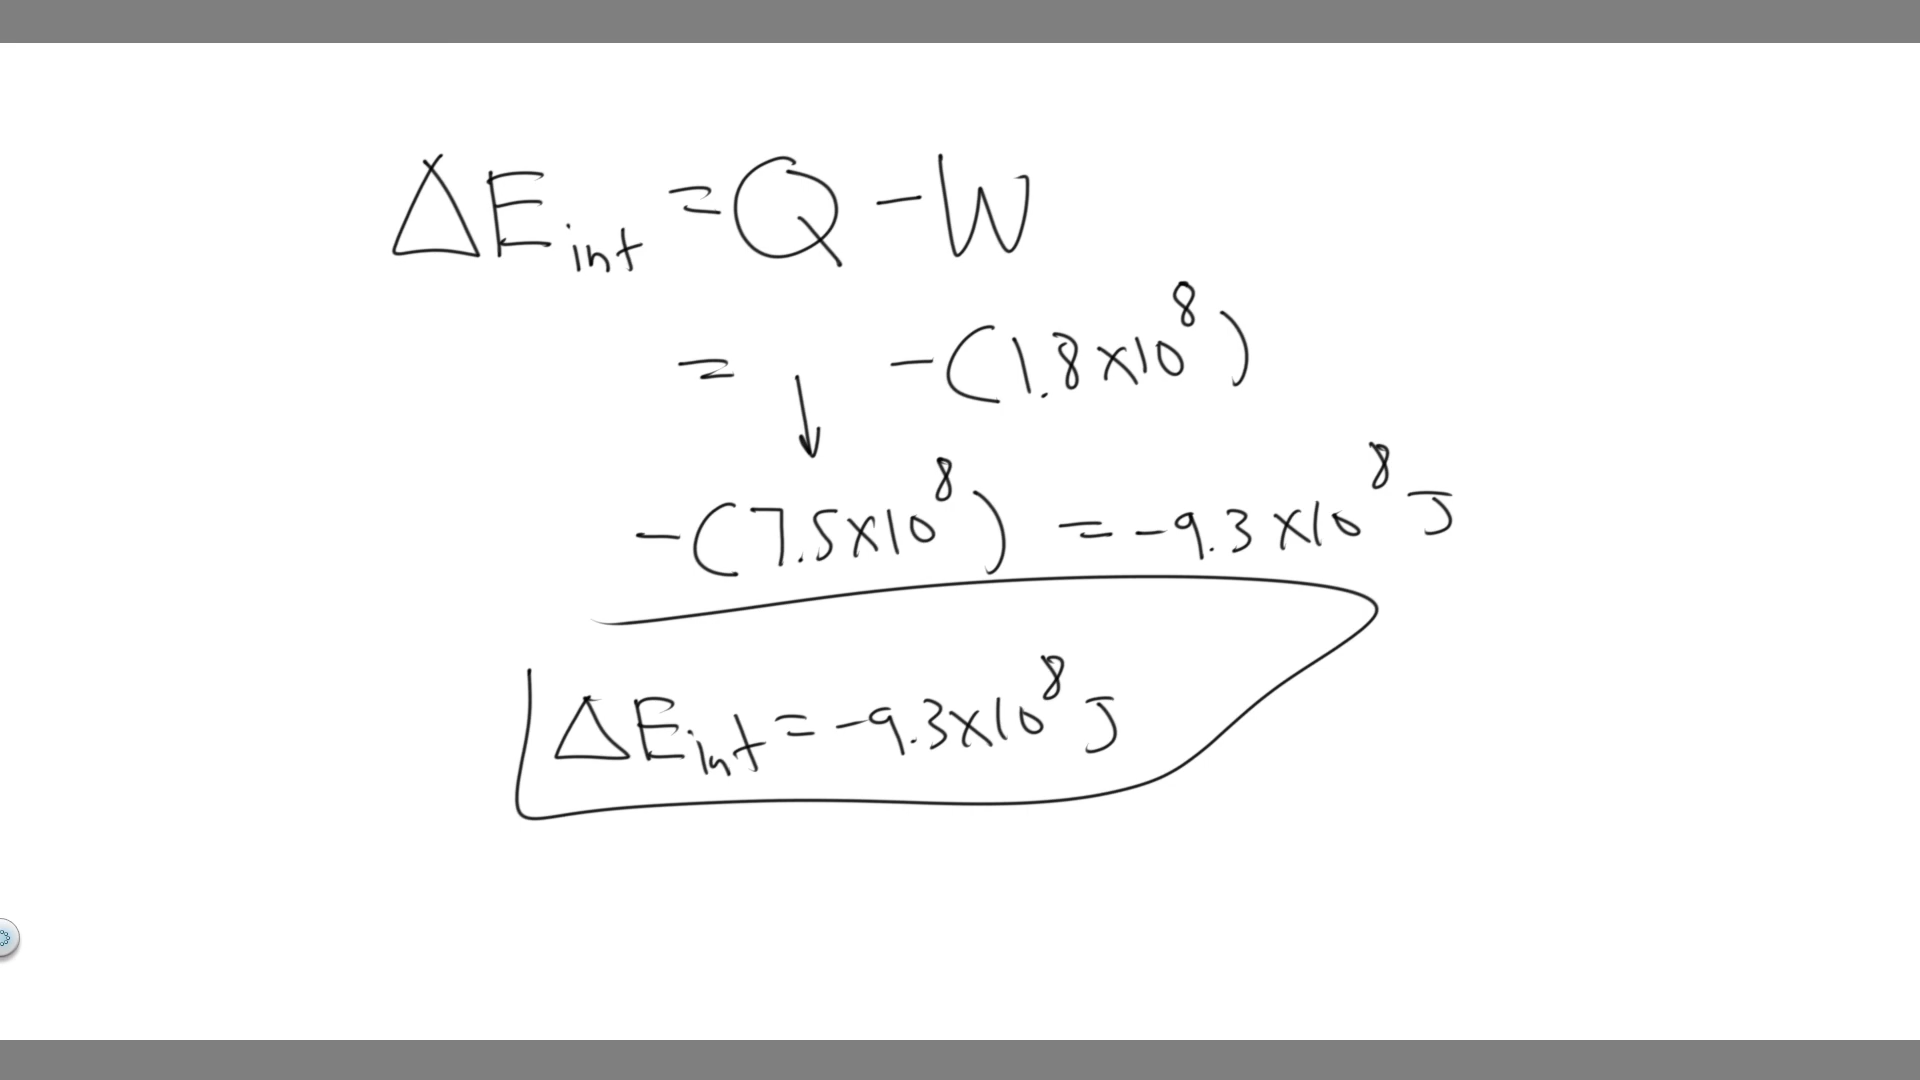 ΔE_int = Q - W
= ↓ -(1.8×10^8)
-(7.5×10^8) = -9.3×10^8 J
ΔE_int = -9.3×10^8 J